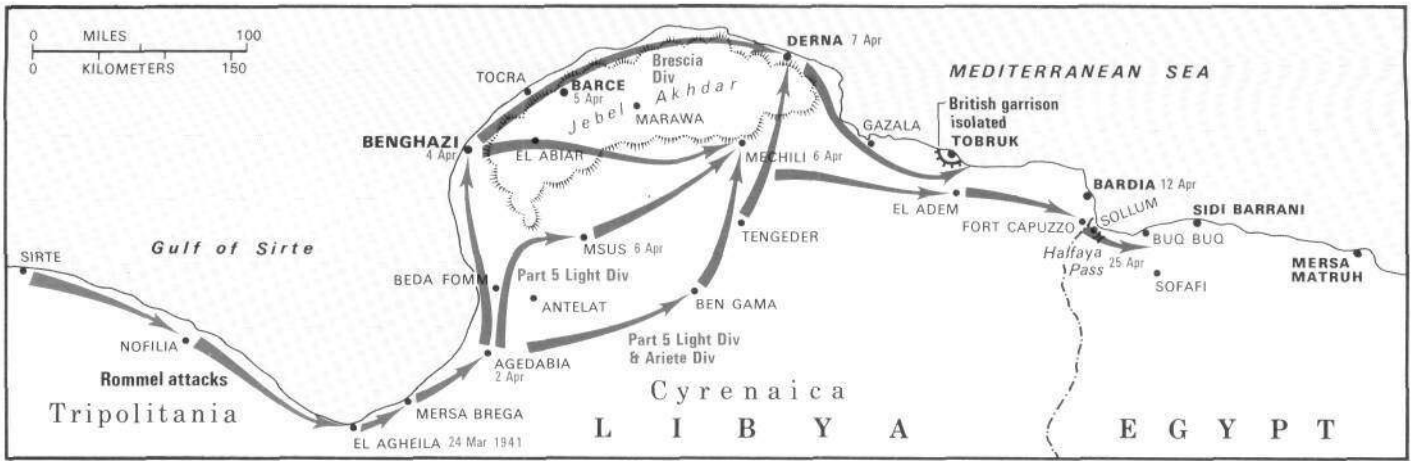 0 MILES 100
0 KILOMETERS 150
DERNA 7 Apr
Brescia
Div
MEDITERRANEAN SEA
TOCRA
BARCE
5 Apr
Jebel Akhdar
MARAWA
British garrison
isolated
TOBRUK
GAZALA
BENGHAZI
4 Apr
EL ABIAR
MECHILI 6 Apr
BARDIA 12 Apr
EL ADEM
SOLLUM
SIDI BARRANI
FORT CAPUZZO
BUQ BUQ
Halfaya
Pass
25 Apr
MERSA
MATRUH
SOFAFI
Gulf of Sirte
SIRTE
MSUS 6 Apr
TENGEDER
BEDA FOMM
Part 5 Light Div
ANTELAT
BEN GAMA
NOFILIA
AGEDABIA
2 Apr
Part 5 Light Div
& Ariete Div
Rommel attacks
Tripolitania
MERSA BREGA
Cyrenaica
EL AGHEILA 24 Mar 1941
LIBYA
EGYPT